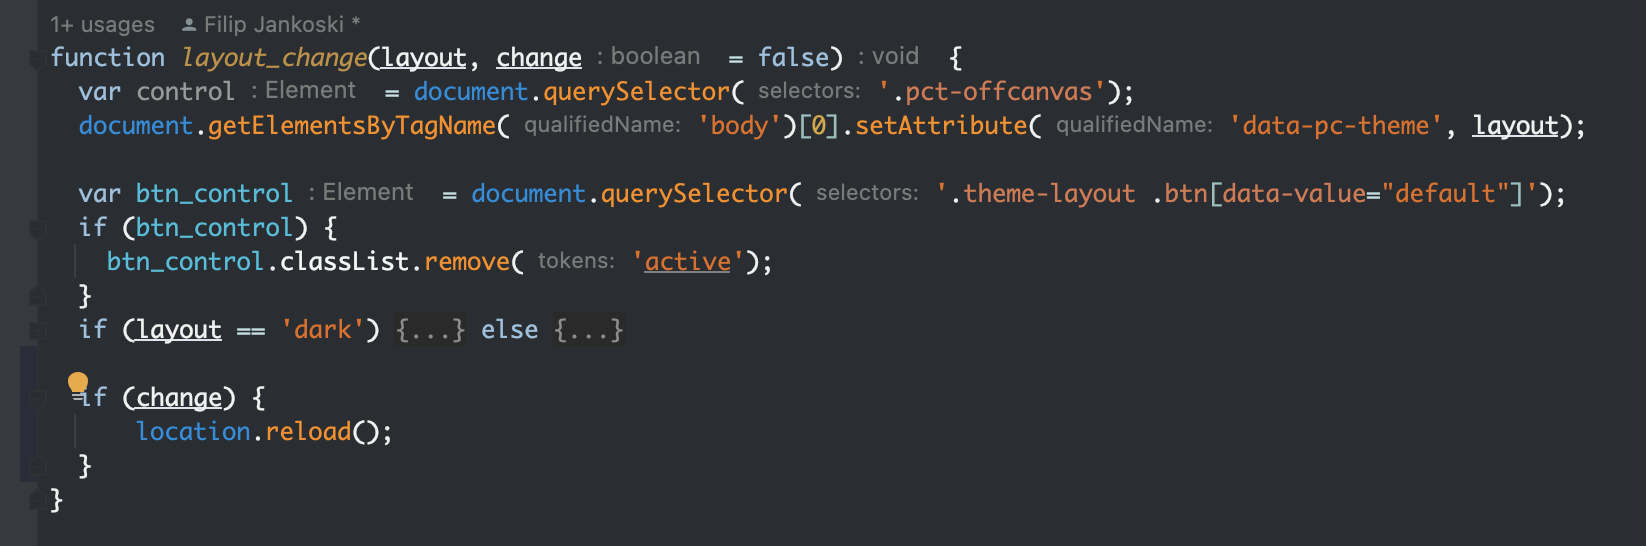 1+ usages Filip Jankoski *
function layout_change(layout, change : boolean = false) : void {
var control : Element = document.querySelector( selectors: '.pct-offcanvas');
document.getElementsByTagName( qualifiedName: 'body')[0].setAttribute( qualifiedName: 'data-pc-theme', layout);
var btn_control : Element = document.querySelector( selectors: '.theme-layout .btn[data-value="default"]');
if (btn_control) {
btn_control.classList.remove( tokens: 'active');
}
if (layout == 'dark') {...} else {...}
if (change) {
location.reload();
}
}